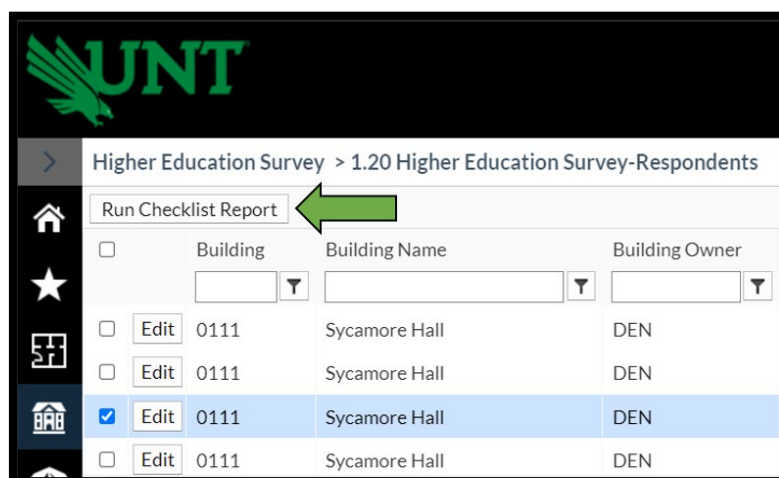 UNT
Higher Education Survey > 1.20 Higher Education Survey-Respondents
Run Checklist Report
Building Building Name Building Owner
Edit 0111 Sycamore Hall DEN
Edit 0111 Sycamore Hall DEN
Edit 0111 Sycamore Hall DEN
Edit 0111 Sycamore Hall DEN